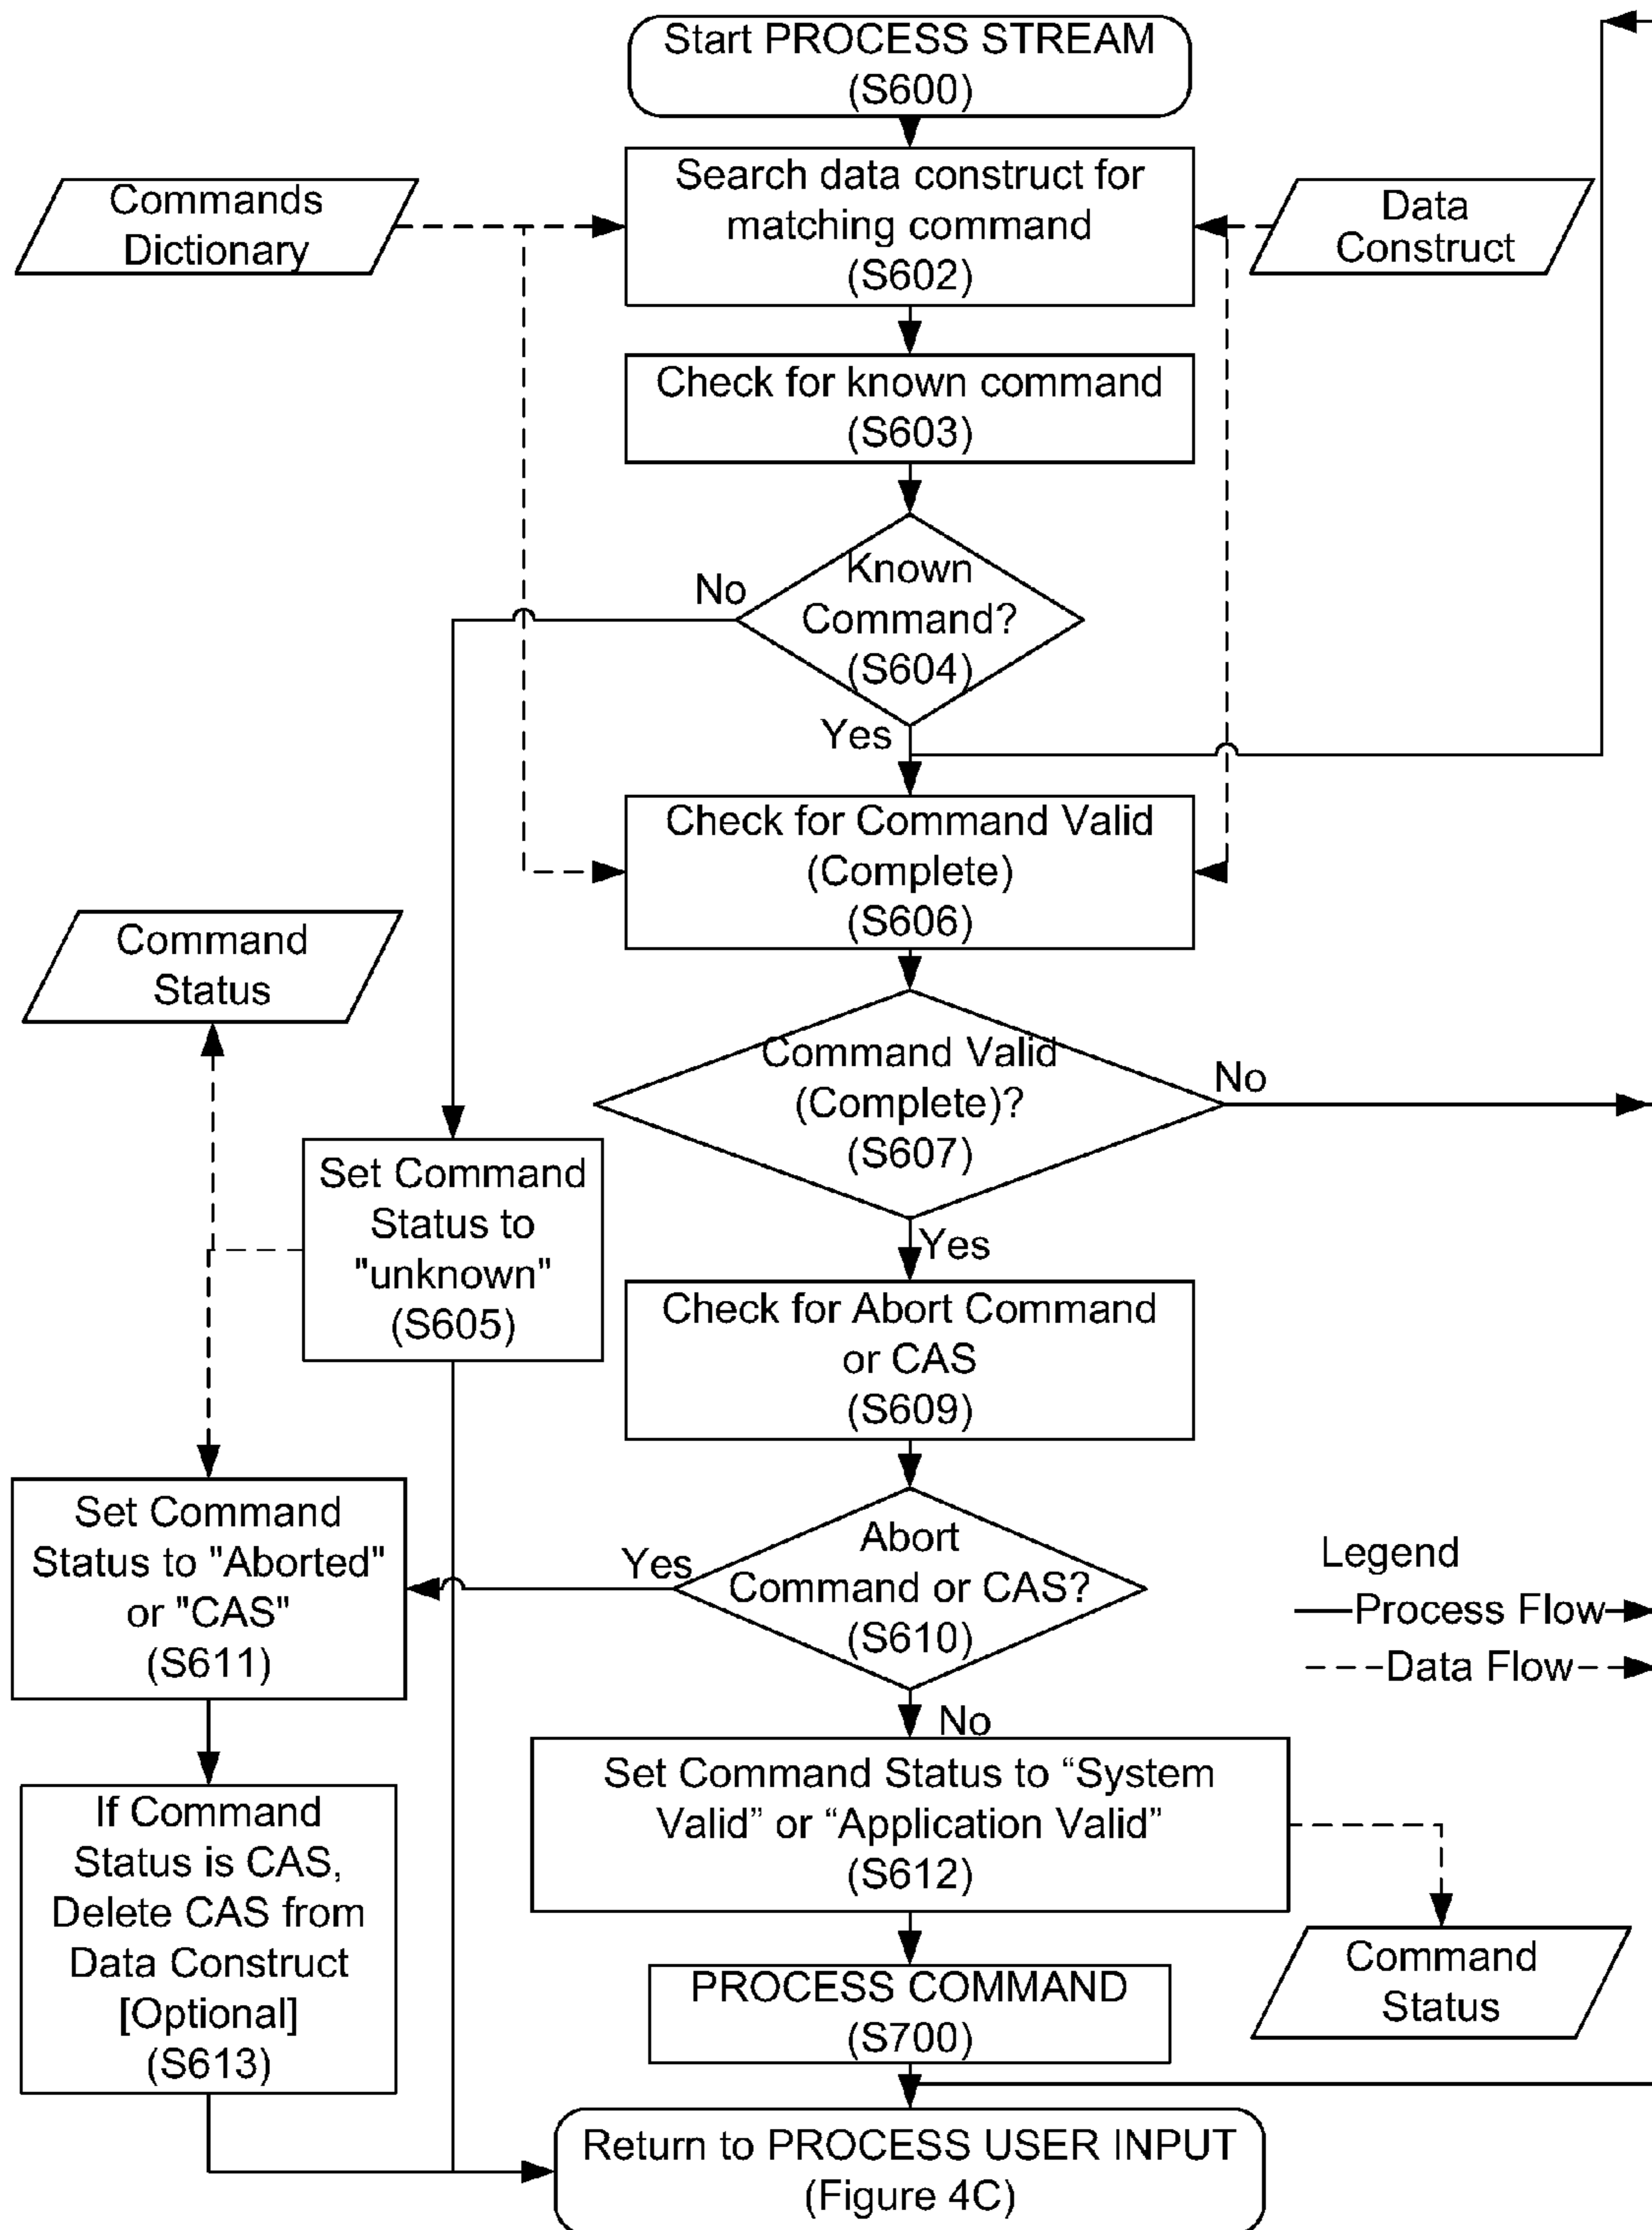 Start PROCESS STREAM
(S600)
Commands
Dictionary
Search data construct for
matching command
(S602)
Data
Construct
Check for known command
(S603)
No
Known
Command?
(S604)
Yes
Check for Command Valid
(Complete)
(S606)
Command
Status
Command Valid
(Complete)?
(S607)
No
Yes
Set Command
Status to
"unknown"
(S605)
Check for Abort Command
or CAS
(S609)
Set Command
Status to "Aborted"
or "CAS"
(S611)
Yes
Abort
Command or CAS?
(S610)
No
Legend
Process Flow
Data Flow
If Command
Status is CAS,
Delete CAS from
Data Construct
[Optional]
(S613)
Set Command Status to “System
Valid” or “Application Valid”
(S612)
Command
Status
PROCESS COMMAND
(S700)
Return to PROCESS USER INPUT
(Figure 4C)